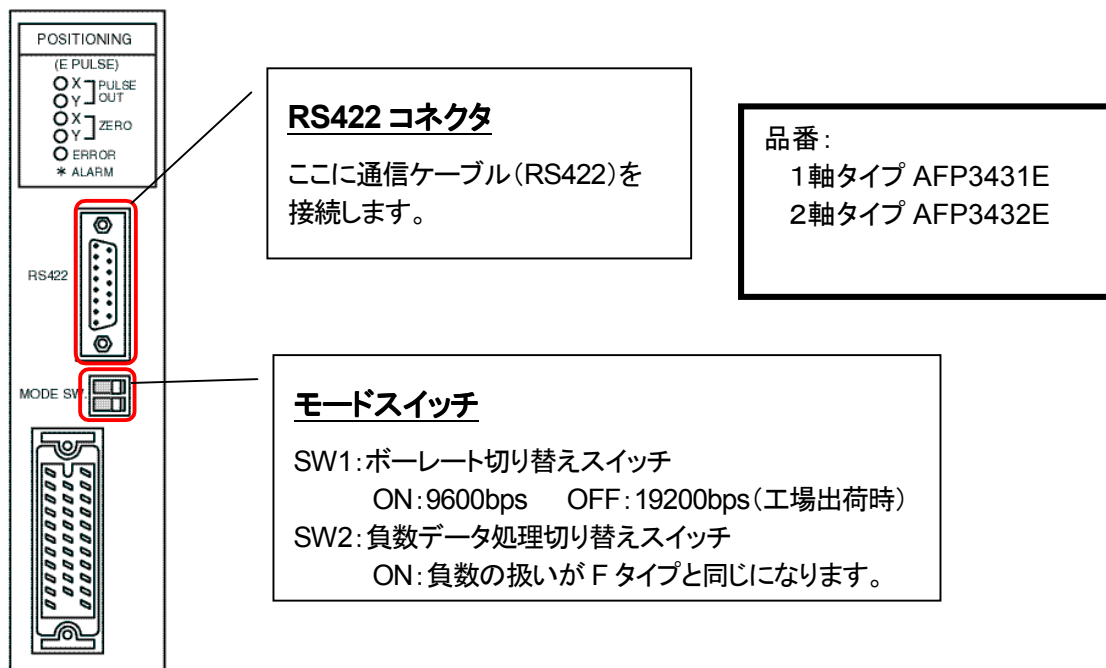 POSITIONING
(E PULSE)
X
Y
PULSE
OUT
X
Y
ZERO
ERROR
* ALARM
RS422
MODE SW.
RS422 コネクタ
ここに通信ケーブル(RS422)を
接続します。
品番:
1軸タイプ AFP3431E
2軸タイプ AFP3432E
モードスイッチ
SW1:ボーレート切り替えスイッチ
ON:9600bps OFF:19200bps(工場出荷時)
SW2:負数データ処理切り替えスイッチ
ON:負数の扱いが F タイプと同じになります。